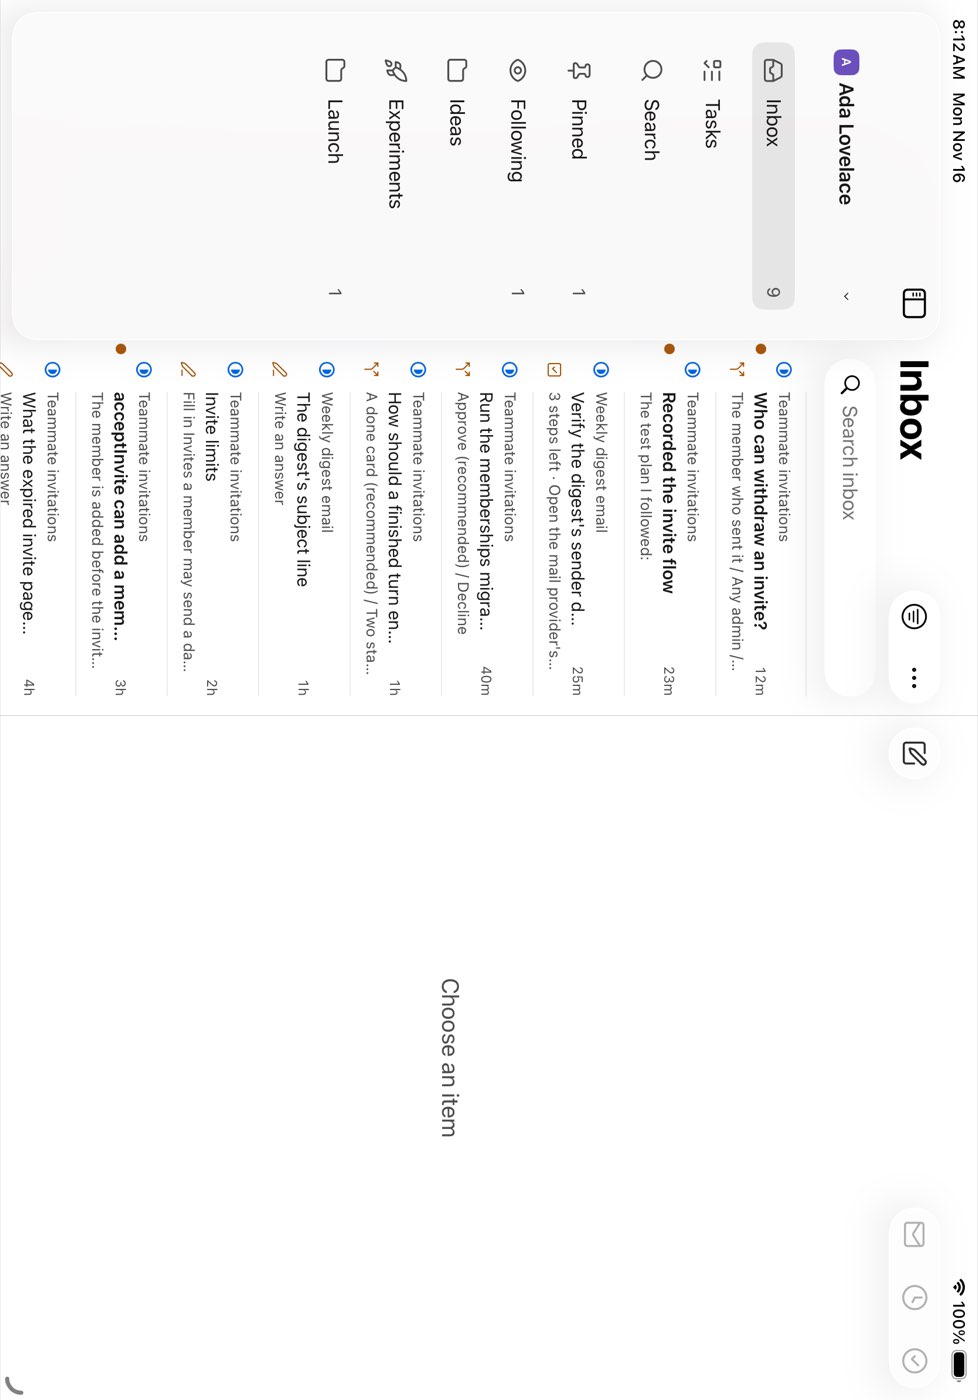 8:12 AM Mon Nov 16
100%
A Ada Lovelace
Inbox 9
Tasks
Search
Pinned 1
Following 1
Ideas
Experiments
Launch 1
Inbox
Search inbox
Teammate invitations
Who can withdraw an invite? 12m
The member who sent it / Any admin /...
Teammate invitations
Recorded the invite flow 23m
The test plan I followed:
Weekly digest email
Verify the digest's sender d... 25m
3 steps left · Open the mail provider's...
Teammate invitations
Run the memberships migra... 40m
Approve (recommended) / Decline
Teammate invitations
How should a finished turn en... 1h
A done card (recommended) / Two sta...
Weekly digest email
The digest's subject line 1h
Write an answer
Teammate invitations
Invite limits 2h
Fill in Invites a member may send a da...
Teammate invitations
acceptInvite can add a mem... 3h
The member is added before the invit...
Teammate invitations
What the expired invite page... 4h
Write an answer
Choose an item